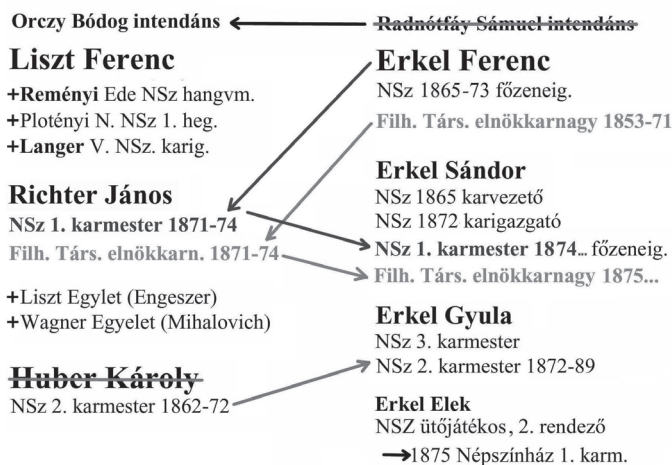 Orczy Bódog intendáns
Liszt Ferenc
+Reményi Ede NSz hangvm.
+Plotényi N. NSz 1. heg.
+Langer V. NSz. karig.
Richter János
NSz 1. karmester 1871-74
Filh. Társ. elnökkarn. 1871-74
+Liszt Egylet (Engeszer)
+Wagner Egyelet (Mihalovich)
Huber Károly
NSz 2. karmester 1862-72
Radnótfáy Sámuel intendáns
Erkel Ferenc
NSz 1865-73 főzeneig.
Filh. Társ. elnökkarnagy 1853-71
Erkel Sándor
NSz 1865 karvezető
NSz 1872 karigazgató
NSz 1. karmester 1874... főzeneig.
Filh. Társ. elnökkarnagy 1875...
Erkel Gyula
NSz 3. karmester
NSz 2. karmester 1872-89
Erkel Elek
NSZ ütőjátékos, 2. rendező
1875 Népszínház 1. karm.